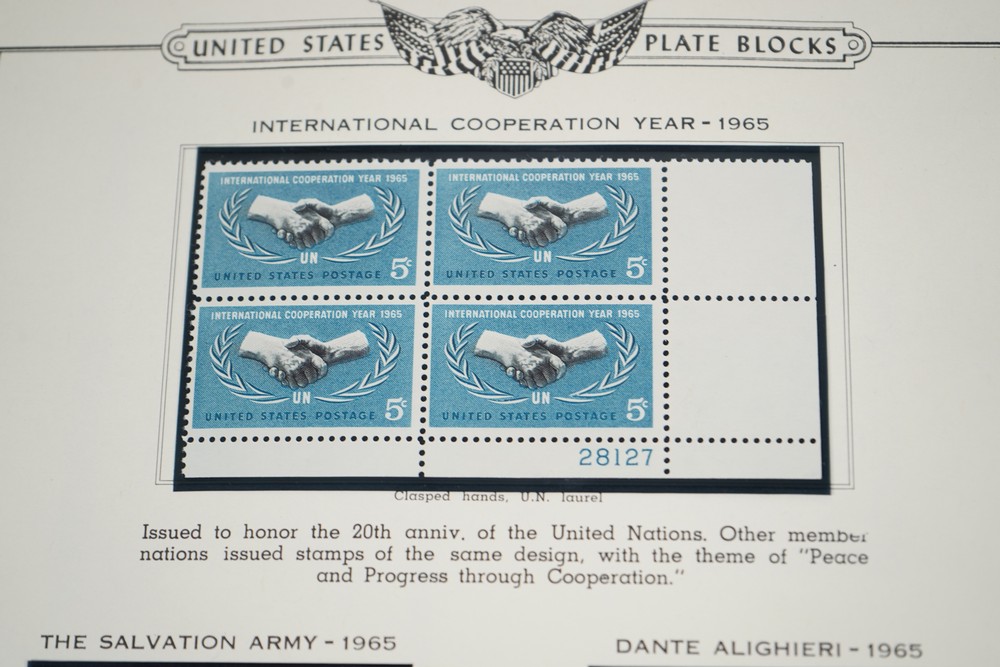 UNITED STATES PLATE BLOCKS
INTERNATIONAL COOPERATION YEAR - 1965
INTERNATIONAL COOPERATION YEAR 1965
UN
UNITED STATES POSTAGE 5c
INTERNATIONAL COOPERATION YEAR 1965
UN
UNITED STATES POSTAGE 5c
INTERNATIONAL COOPERATION YEAR 1965
UN
UNITED STATES POSTAGE 5c
INTERNATIONAL COOPERATION YEAR 1965
UN
UNITED STATES POSTAGE 5c
28127
Clasped hands, U.N. laurel
Issued to honor the 20th anniv. of the United Nations. Other member
nations issued stamps of the same design, with the theme of "Peace
and Progress through Cooperation."
THE SALVATION ARMY - 1965
DANTE ALIGHIERI - 1965